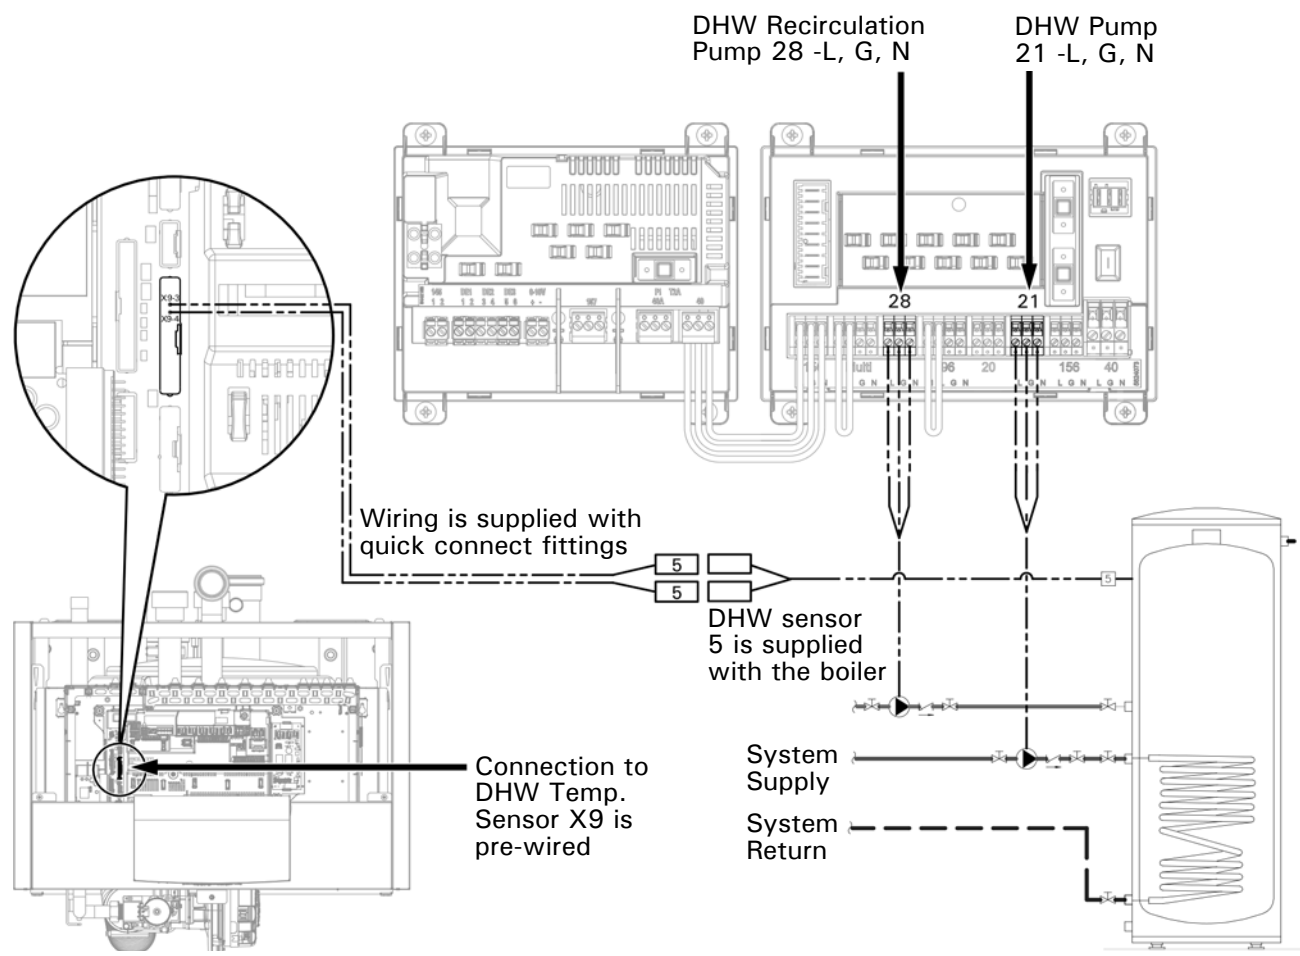 DHW Recirculation
Pump 28 -L, G, N
DHW Pump
21 -L, G, N
X9-3
X9-4
28
21
20
156
40
L G N
Wiring is supplied with
quick connect fittings
5
5
5
DHW sensor
5 is supplied
with the boiler
System
Supply
System
Return
Connection to
DHW Temp.
Sensor X9 is
pre-wired